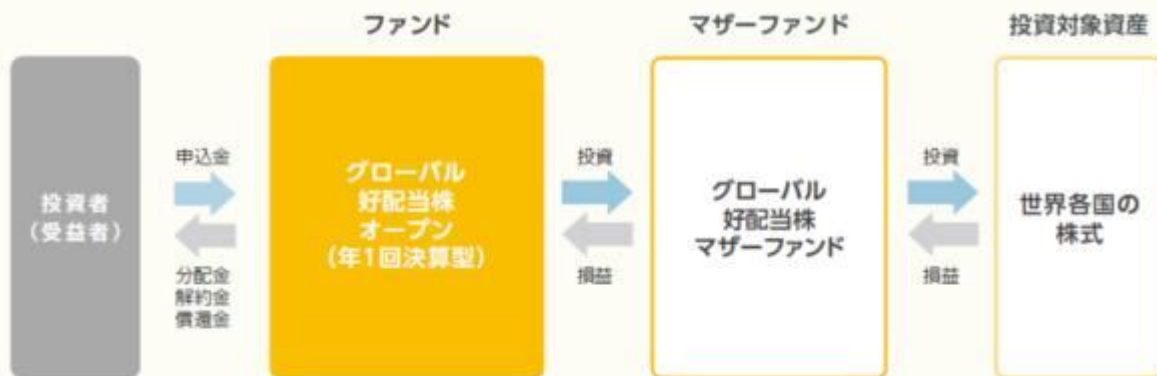 ファンド
マザーファンド
投資対象資産
投資者
（受益者）
申込金
分配金
解約金
償還金
グローバル
好配当株
オープン
（年1回決算型）
投資
損益
グローバル
好配当株
マザーファンド
投資
損益
世界各国の
株式